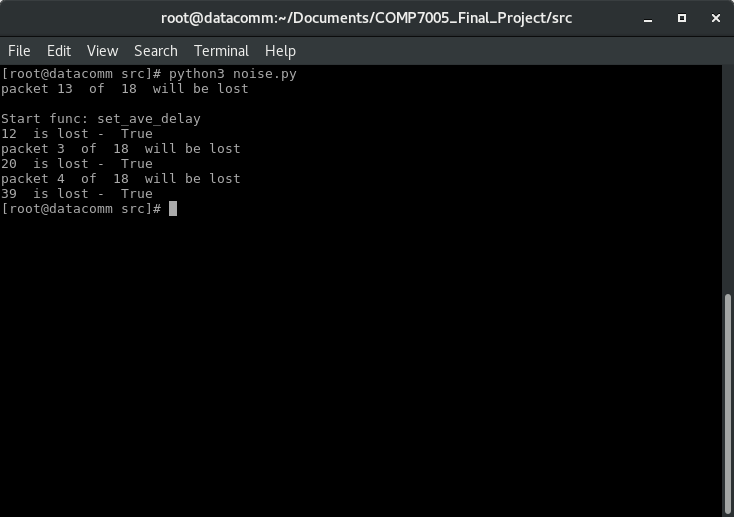 root@datacomm:~/Documents/COMP7005_Final_Project/src
File Edit View Search Terminal Help
[root@datacomm src]# python3 noise.py
packet 13  of  18  will be lost

Start func: set_ave_delay
12  is lost -  True
packet 3  of  18  will be lost
20  is lost -  True
packet 4  of  18  will be lost
39  is lost -  True
[root@datacomm src]#